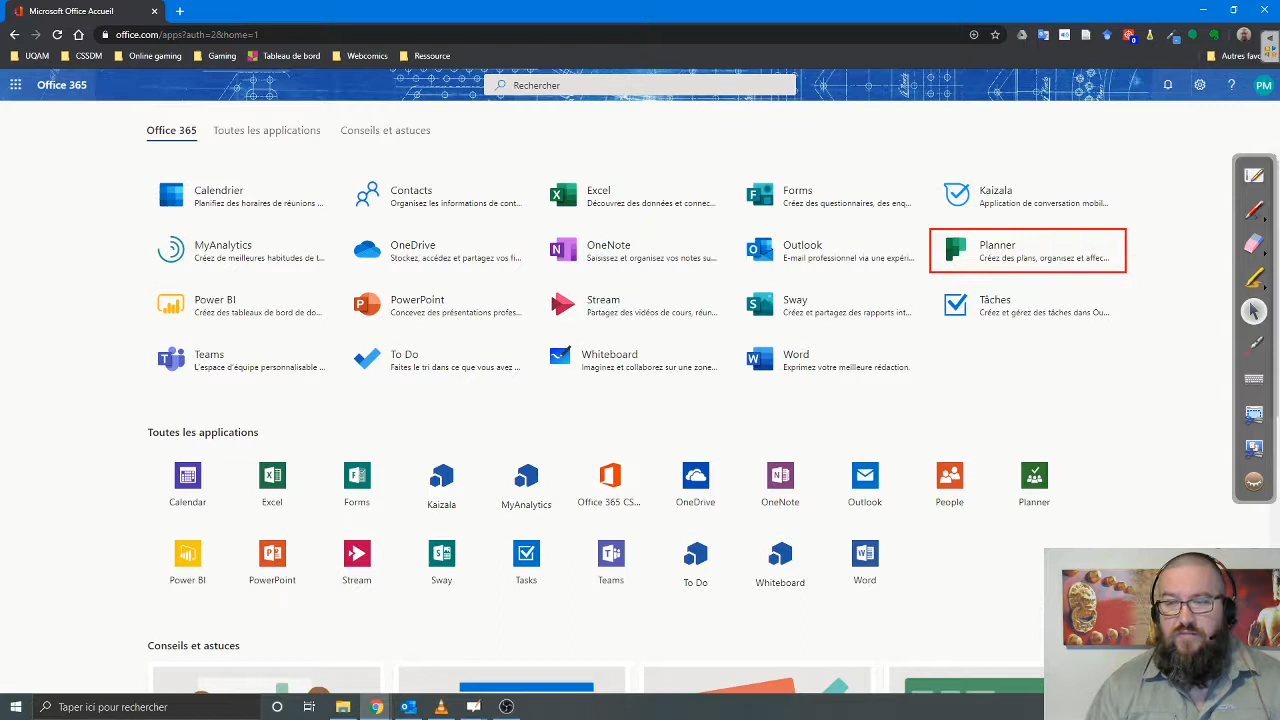 Microsoft Office Accueil
office.com/apps?auth=2&home=1
UQAM CSSDM Online gaming Gaming Tableau de bord Webcomics Ressource Autres favo
Office 365 Rechercher PM
Office 365 Toutes les applications Conseils et astuces
Calendrier Contacts Excel Forms Kaizala
Planifiez des horaires de réunions ... Organisez les informations de cont... Découvrez des données et connec... Créez des questionnaires, des enq... Application de conversation mobil...
MyAnalytics OneDrive OneNote Outlook Planner
Créez de meilleures habitudes de t... Stockez, accédez et partagez vos fi... Saisissez et organisez vos notes su... E-mail professionnel via une expéri... Créez des plans, organisez et affec...
Power BI PowerPoint Stream Sway Tâches
Créez des tableaux de bord de do... Concevez des présentations profes... Partagez des vidéos de cours, réun... Créez et partagez des rapports int... Créez et gérez des tâches dans Ou...
Teams To Do Whiteboard Word
L'espace d'équipe personnalisable ... Faites le tri dans ce que vous avez ... Imaginez et collaborez sur une zone... Exprimez votre meilleure rédaction.
Toutes les applications
Calendar Excel Forms Kaizala MyAnalytics Office 365 CS... OneDrive OneNote Outlook People Planner
Power BI PowerPoint Stream Sway Tasks Teams To Do Whiteboard Word
Conseils et astuces
Taper ici pour rechercher